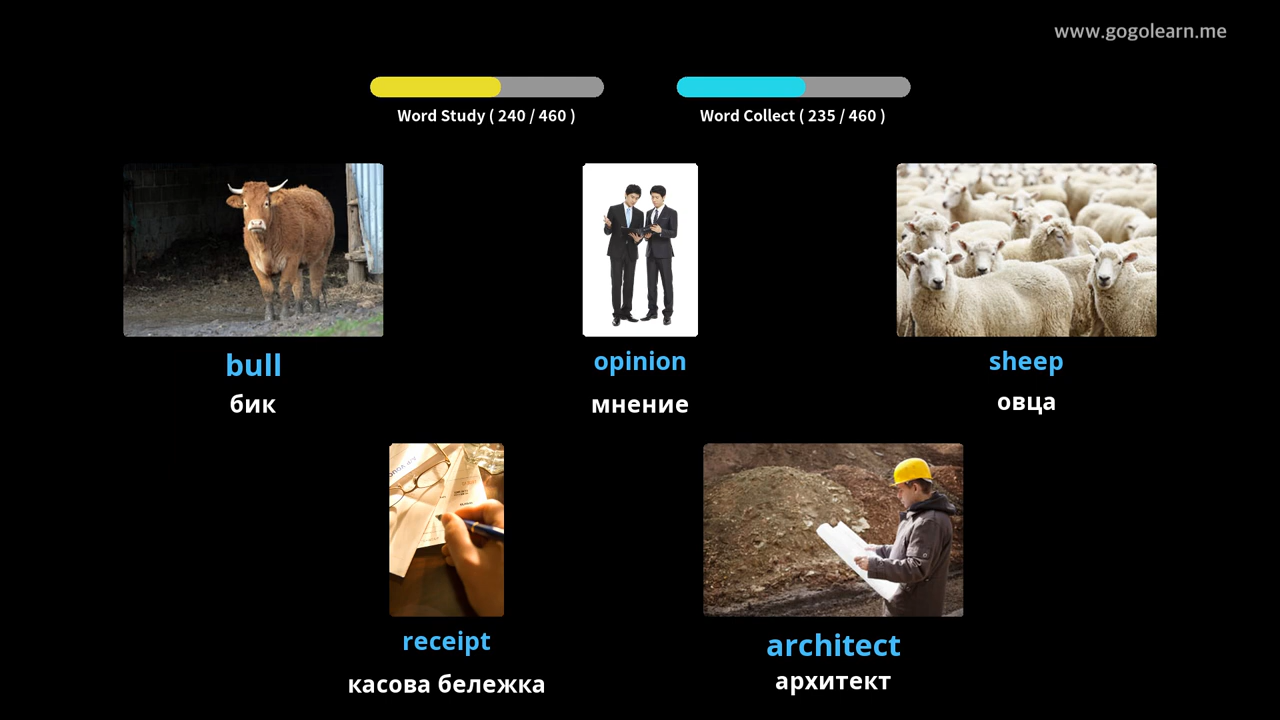 www.gogolearn.me
Word Study ( 240 / 460 )
Word Collect ( 235 / 460 )
bull
бик
opinion
мнение
sheep
овца
receipt
касова бележка
architect
архитект